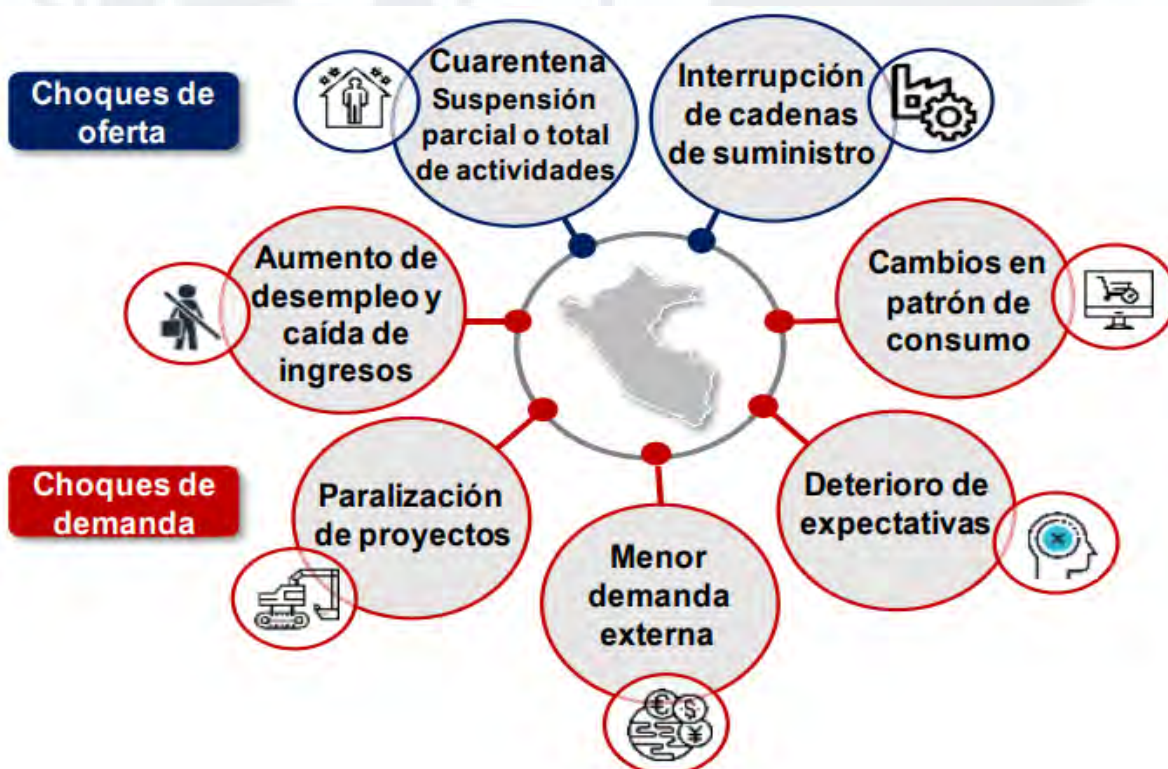 Choques de
oferta
Cuarentena
Suspensión
parcial o total
de actividades
Interrupción
de cadenas
de suministro
Aumento de
desempleo y
caída de
ingresos
Cambios en
patrón de
consumo
Choques de
demanda
Paralización
de proyectos
Menor
demanda
externa
Deterioro de
expectativas
€ $ ¥